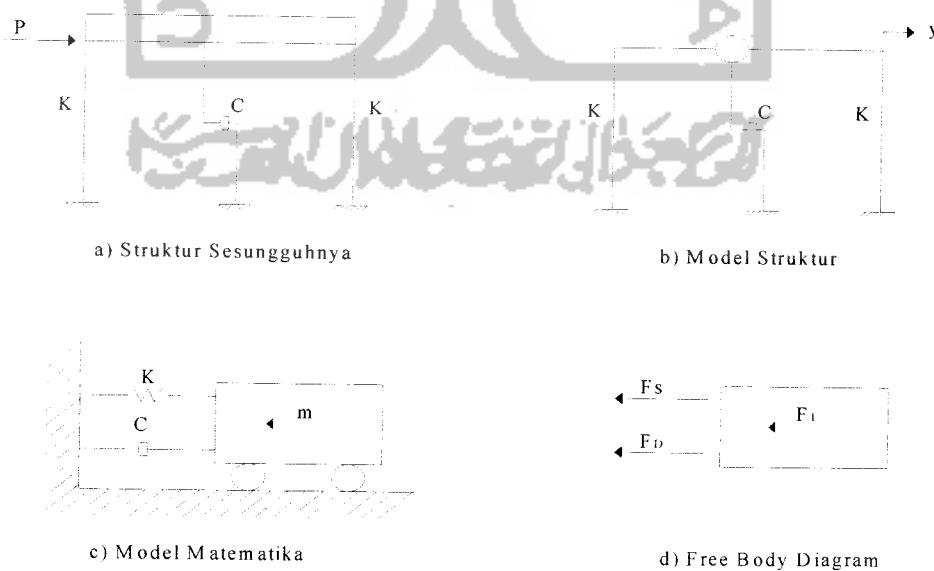 P
K
C
K
y
K
C
K
a) Struktur Sesungguhnya
b) Model Struktur
K
C
m
Fs
FD
FI
c) Model Matematika
d) Free Body Diagram